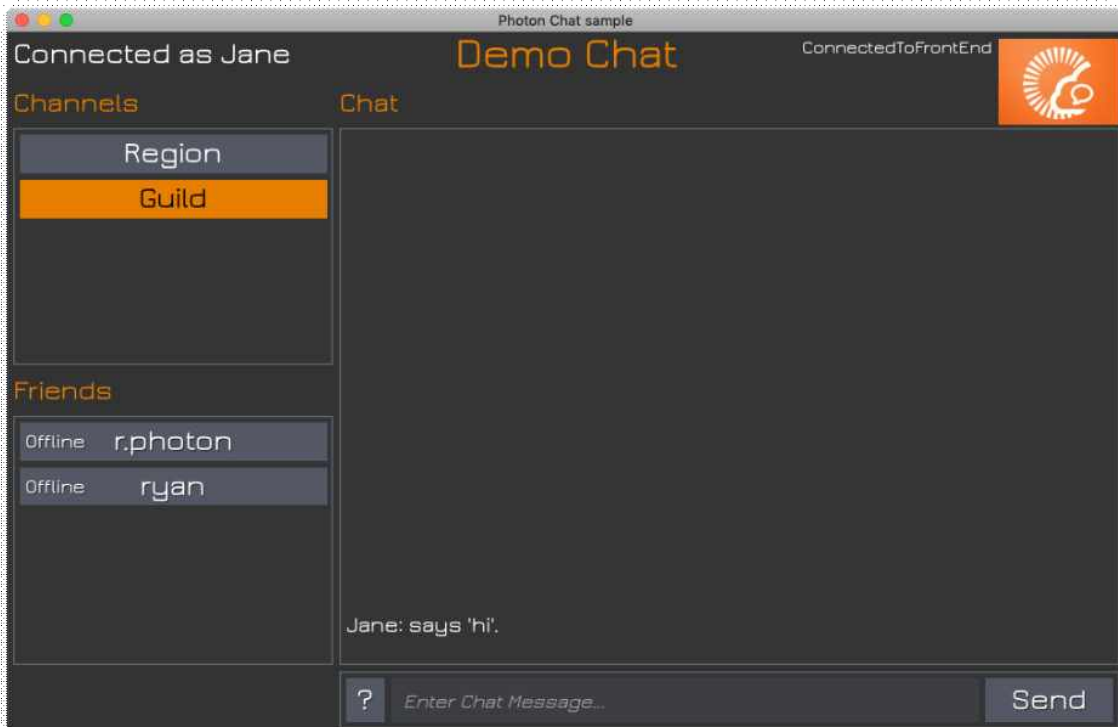 Photon Chat sample
Connected as Jane
Demo Chat
ConnectedToFrontEnd
Channels
Region
Guild
Friends
Offline r.photon
Offline ryan
Chat
Jane: says 'hi'.
?
Enter Chat Message...
Send